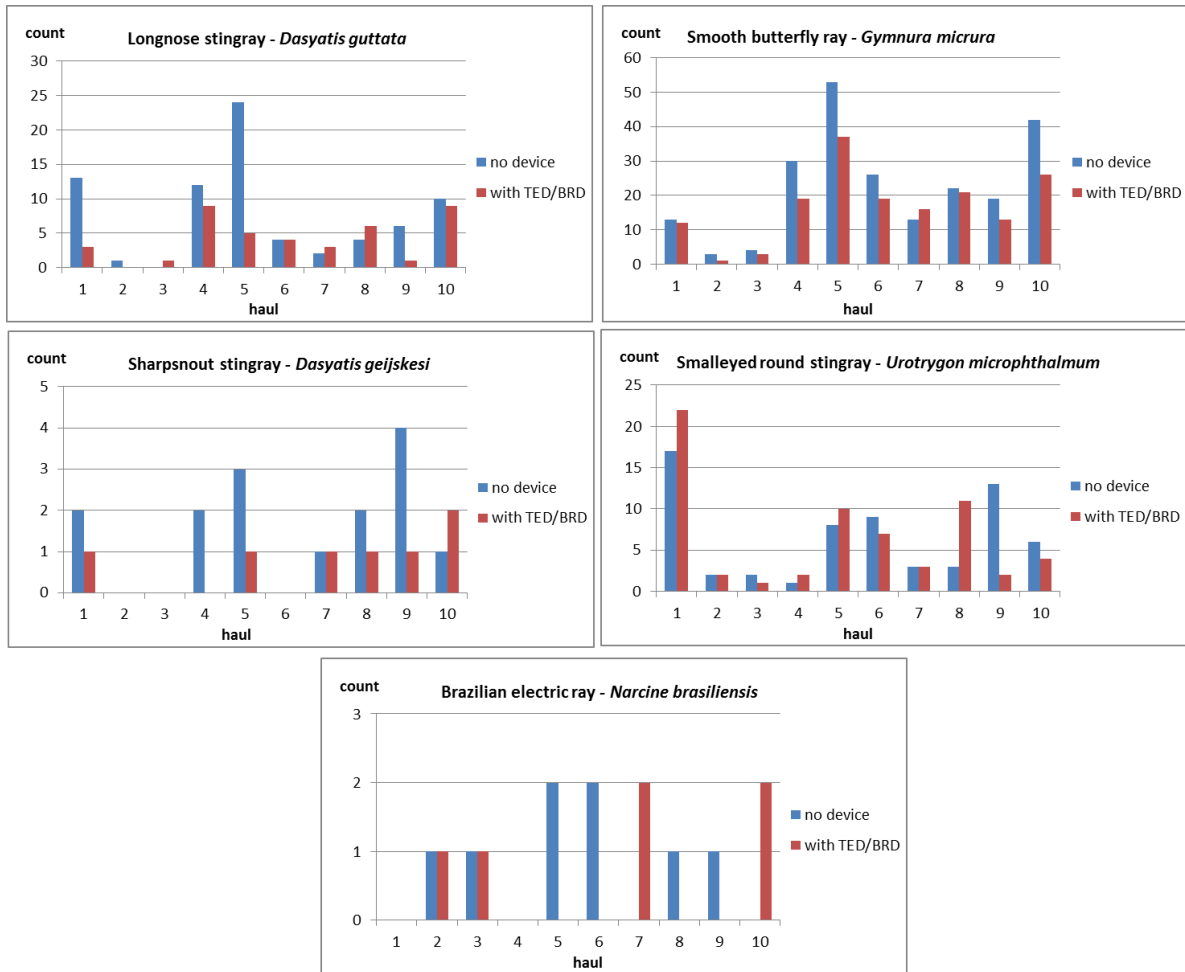 count
Longnose stingray - Dasyatis guttata
30
25
20
15
10
5
0
1 2 3 4 5 6 7 8 9 10
haul
no device
with TED/BRD
count
Smooth butterfly ray - Gymnura micrura
60
50
40
30
20
10
0
1 2 3 4 5 6 7 8 9 10
haul
no device
with TED/BRD
count
Sharpsnout stingray - Dasyatis geijskesi
5
4
3
2
1
0
1 2 3 4 5 6 7 8 9 10
haul
no device
with TED/BRD
count
Smalleyed round stingray - Urotrygon microphthalmum
25
20
15
10
5
0
1 2 3 4 5 6 7 8 9 10
haul
no device
with TED/BRD
count
Brazilian electric ray - Narcine brasiliensis
3
2
1
0
1 2 3 4 5 6 7 8 9 10
haul
no device
with TED/BRD